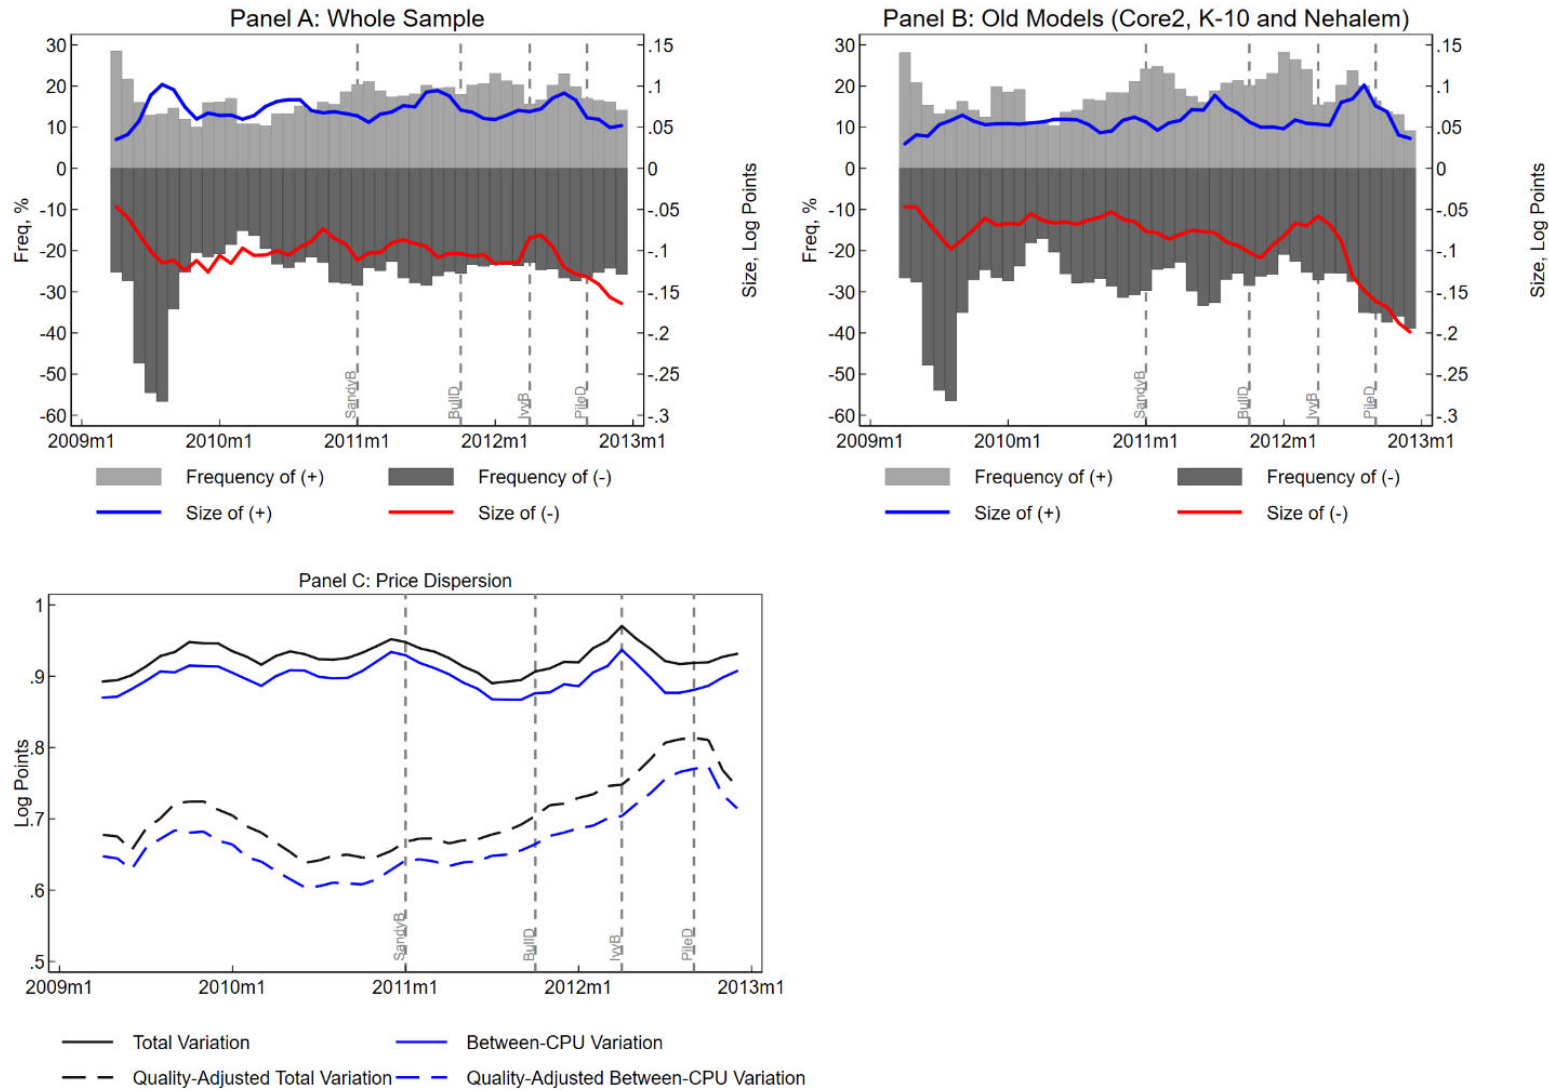 Panel A: Whole Sample
30
20
10
0
-10
-20
-30
-40
-50
-60
Freq, %
.15
.1
.05
0
-.05
-.1
-.15
-.2
-.25
-.3
Size, Log Points
SandyB
BullD
IvyB
PileD
2009m1 2010m1 2011m1 2012m1 2013m1
Frequency of (+) Frequency of (-)
Size of (+) Size of (-)
Panel B: Old Models (Core2, K-10 and Nehalem)
30
20
10
0
-10
-20
-30
-40
-50
-60
Freq, %
.15
.1
.05
0
-.05
-.1
-.15
-.2
-.25
-.3
Size, Log Points
SandyB
BullD
IvyB
PileD
2009m1 2010m1 2011m1 2012m1 2013m1
Frequency of (+) Frequency of (-)
Size of (+) Size of (-)
Panel C: Price Dispersion
1
.9
.8
.7
.6
.5
Log Points
SandyB
BullD
IvyB
PileD
2009m1 2010m1 2011m1 2012m1 2013m1
Total Variation Between-CPU Variation
Quality-Adjusted Total Variation Quality-Adjusted Between-CPU Variation